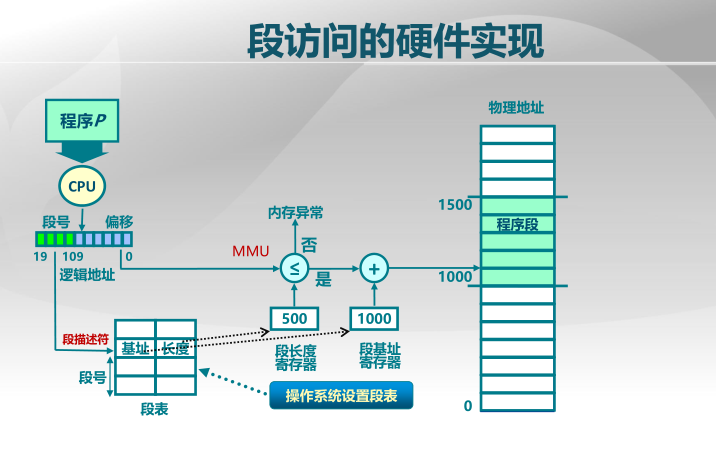 段访问的硬件实现
物理地址
程序P
CPU
段号 偏移
19 109 0
逻辑地址
MMU
内存异常
否
≤
是
+
500
1000
段长度
寄存器
段基址
寄存器
1500
程序段
1000
0
段描述符
基址 长度
段号
段表
操作系统设置段表